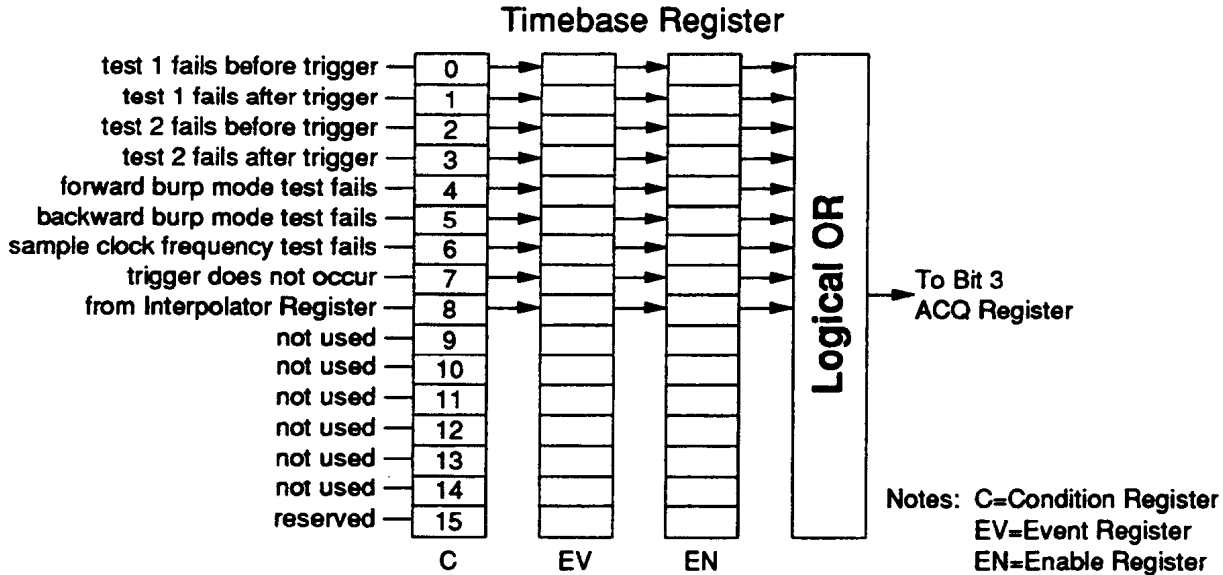 Timebase Register
test 1 fails before trigger 0
test 1 fails after trigger 1
test 2 fails before trigger 2
test 2 fails after trigger 3
forward burp mode test fails 4
backward burp mode test fails 5
sample clock frequency test fails 6
trigger does not occur 7
from Interpolator Register 8
not used 9
not used 10
not used 11
not used 12
not used 13
not used 14
reserved 15
C EV EN
Logical OR
To Bit 3
ACQ Register
Notes: C=Condition Register
EV=Event Register
EN=Enable Register